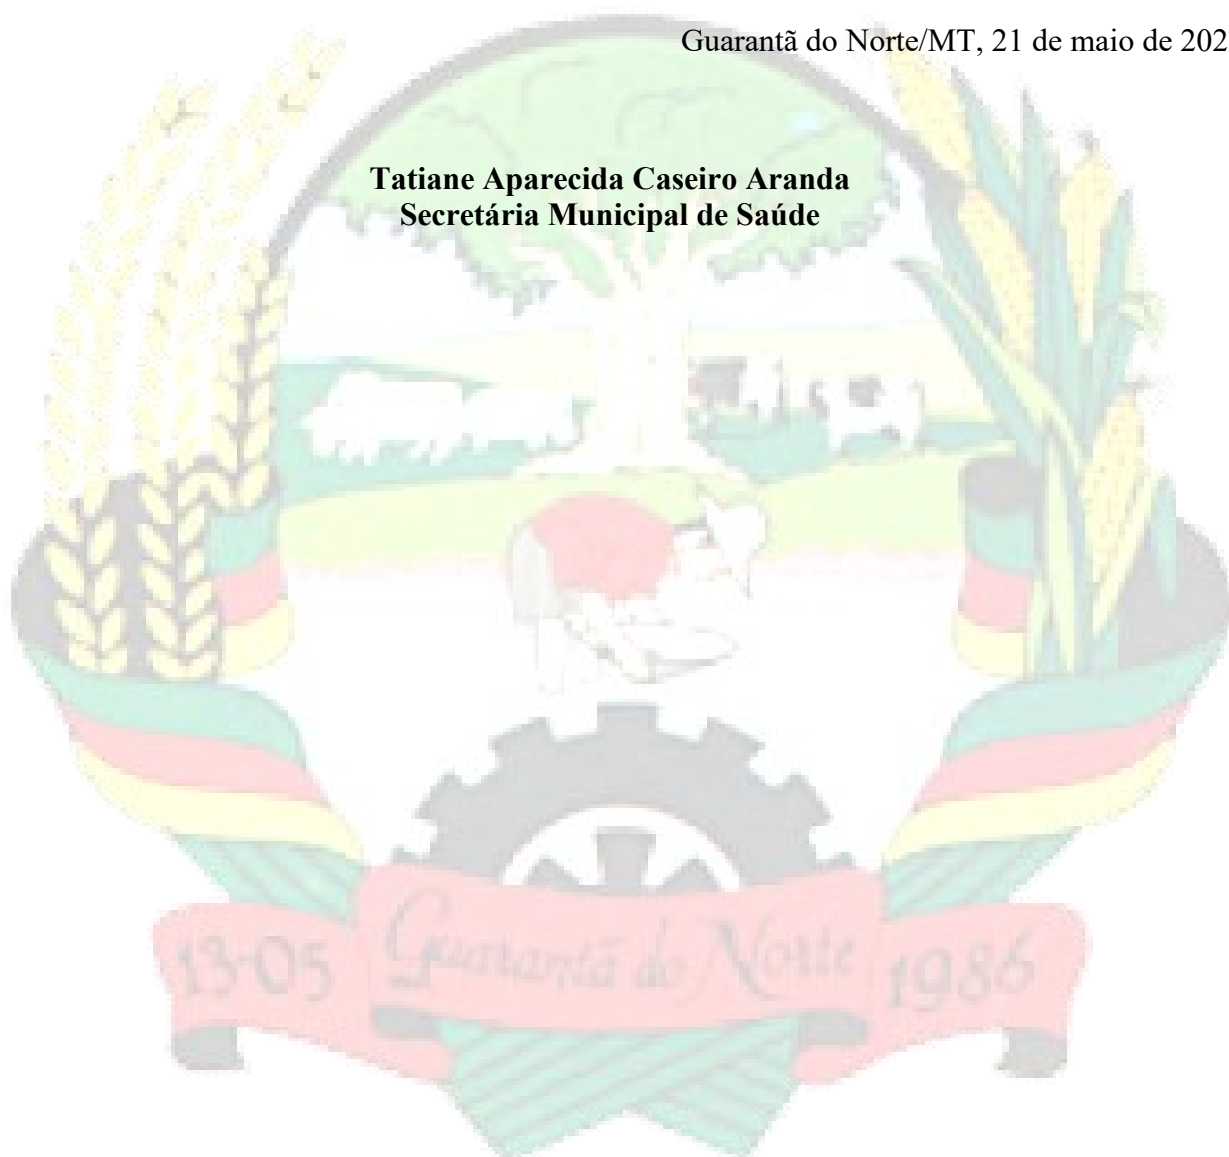 Guarantã do Norte/MT, 21 de maio de 202
Tatiane Aparecida Caseiro Aranda
Secretária Municipal de Saúde
13-05 Guarantã do Norte 1986